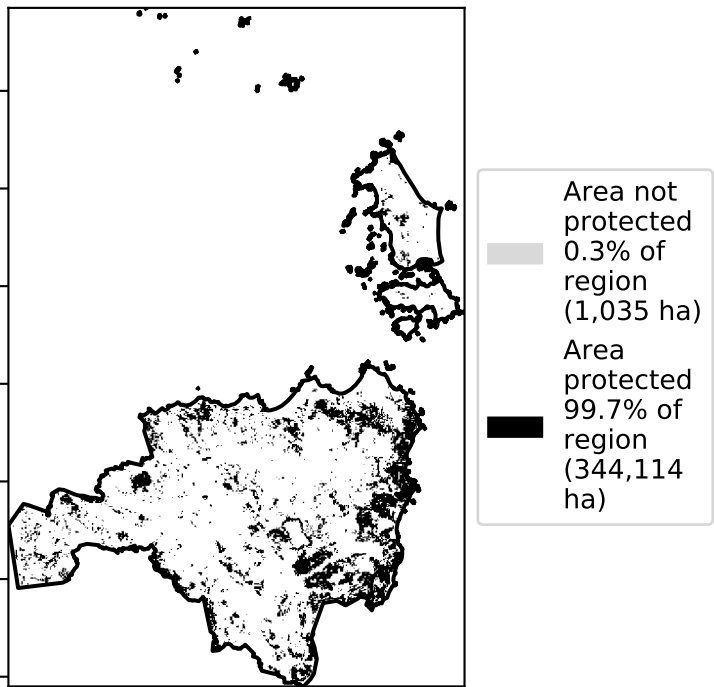 Area not
protected
0.3% of
region
(1,035 ha)
Area
protected
99.7% of
region
(344,114
ha)